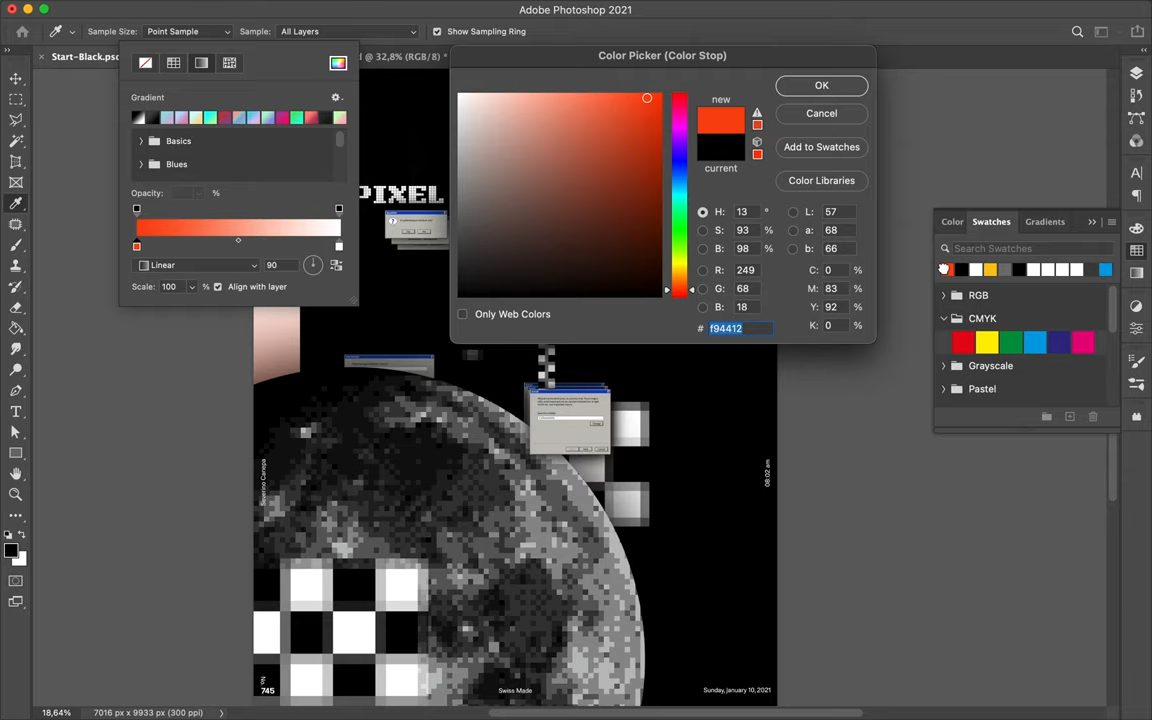 Adobe Photoshop 2021
Sample Size: Point Sample
Sample: All Layers
Show Sampling Ring
Start-Black.psd
@ 32,8% (RGB/8) *
Gradient
Basics
Blues
Opacity: %
Linear
90
Scale: 100 %
Align with layer
Color Picker (Color Stop)
new
current
OK
Cancel
Add to Swatches
Color Libraries
H: 13 °
S: 93 %
B: 98 %
R: 249
G: 68
B: 18
L: 57
a: 68
b: 66
C: 0 %
M: 83 %
Y: 92 %
K: 0 %
# f94412
Only Web Colors
Color
Swatches
Gradients
Search Swatches
RGB
CMYK
Grayscale
Pastel
PIXEL
Severino Canepa
08:02 am
No.
745
Swiss Made
Sunday, January 10, 2021
18,64%
7016 px x 9933 px (300 ppi)